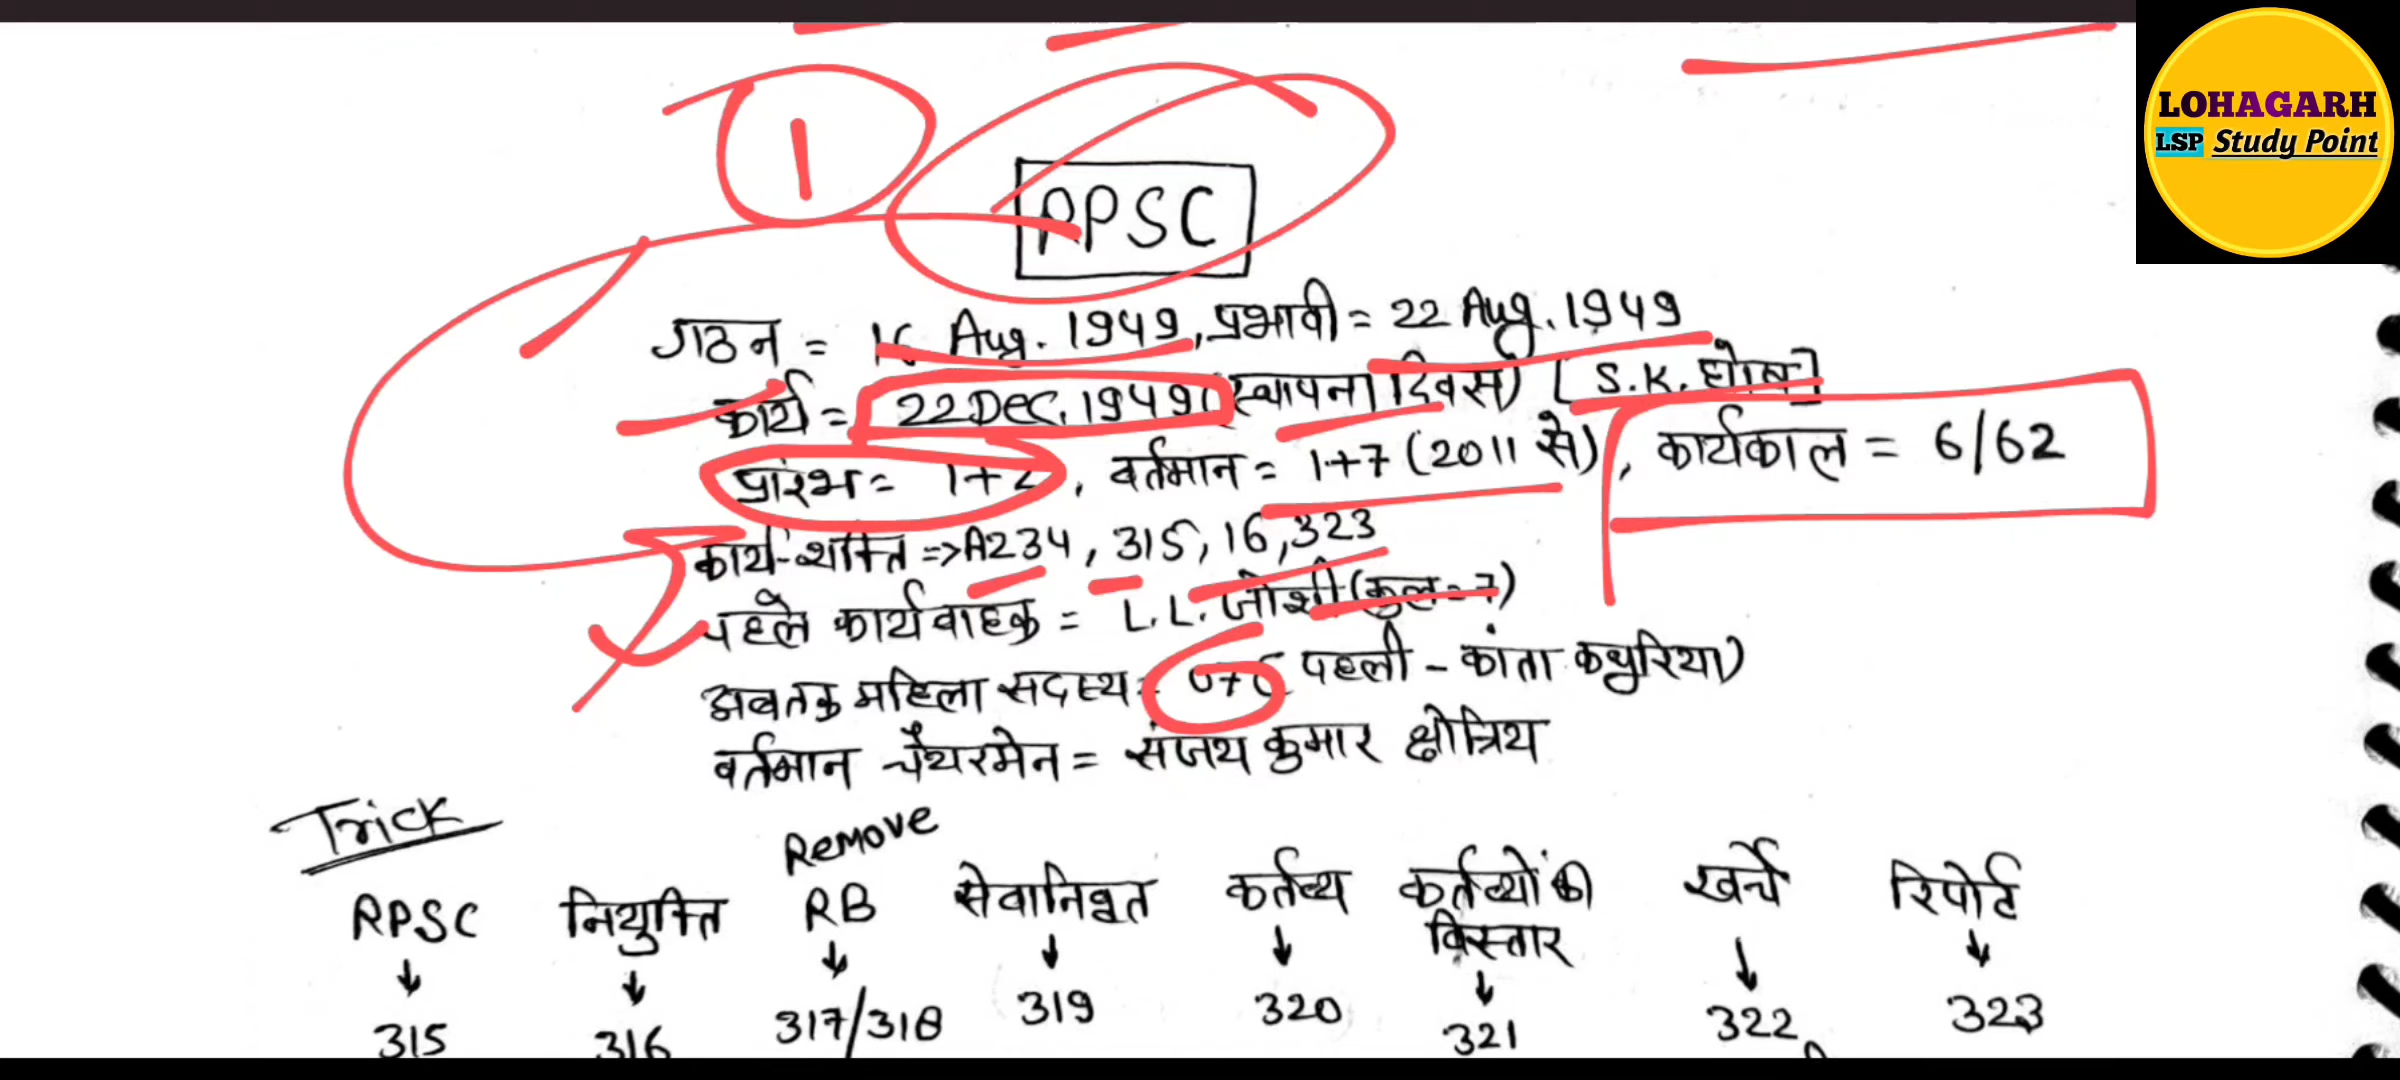 LOHAGARH
LSP Study Point
1
RPSC
गठन = 16 Aug. 1949, प्रभावी = 22 Aug. 1949
कार्य = 22 Dec. 1949 (स्थापना दिवस) [S.K. घोष]
प्रारंभ = 1+2, वर्तमान = 1+7 (2011 से), कार्यकाल = 6/62
कार्य-शक्ति => A234, 315, 16, 323
पहले कार्यवाहक = L.L. जोशी (कुल = 7)
अबतक महिला सदस्य = पहली - कांता कथुरिया)
वर्तमान चैयरमेन = संजय कुमार क्षोत्रिय
Trick
Remove
RPSC नियुक्ति RB सेवानिवृत कर्तव्य कर्तव्यों का विस्तार खर्चे रिपोर्ट
↓ ↓ ↓ ↓ ↓ ↓ ↓ ↓
315 316 317/318 319 320 321 322 323